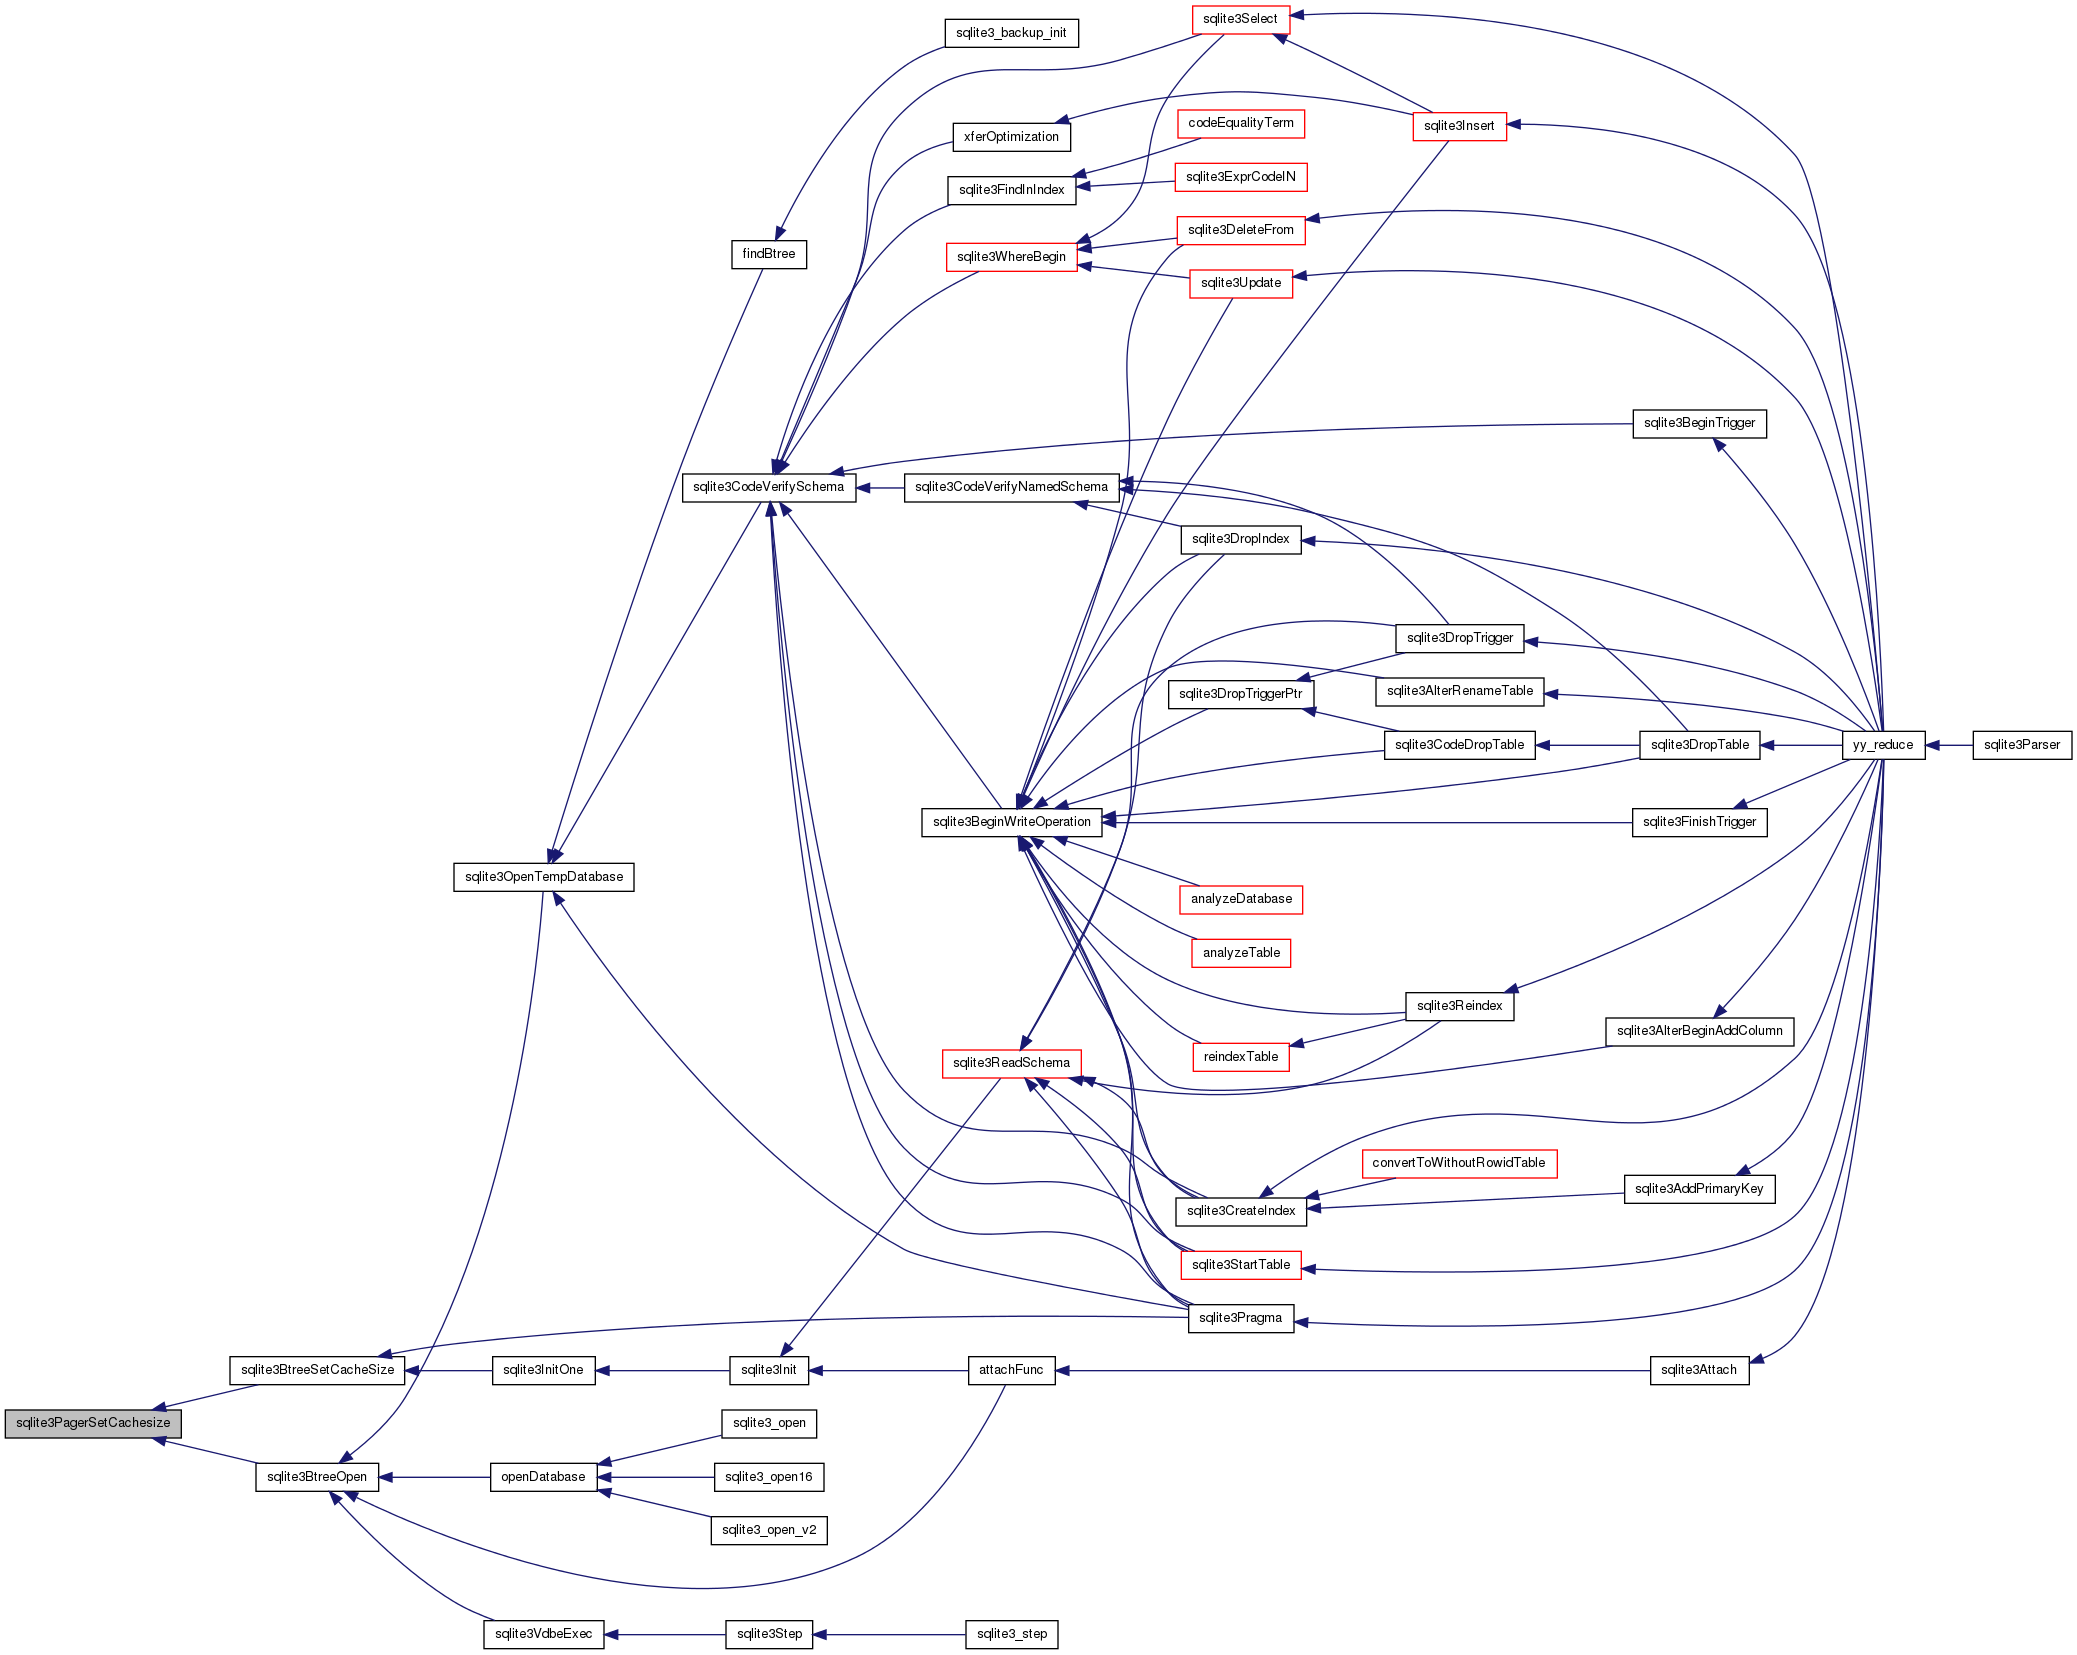 sqlite3Select
sqlite3_backup_init
codeEqualityTerm
sqlite3Insert
xferOptimization
sqlite3ExprCodeIN
sqlite3FindInIndex
sqlite3DeleteFrom
findBtree
sqlite3WhereBegin
sqlite3Update
sqlite3BeginTrigger
sqlite3CodeVerifySchema
sqlite3CodeVerifyNamedSchema
sqlite3DropIndex
sqlite3DropTrigger
sqlite3DropTriggerPtr
sqlite3AlterRenameTable
sqlite3CodeDropTable
sqlite3DropTable
yy_reduce
sqlite3Parser
sqlite3BeginWriteOperation
sqlite3FinishTrigger
sqlite3OpenTempDatabase
analyzeDatabase
analyzeTable
sqlite3Reindex
sqlite3AlterBeginAddColumn
sqlite3ReadSchema
reindexTable
convertToWithoutRowidTable
sqlite3AddPrimaryKey
sqlite3CreateIndex
sqlite3StartTable
sqlite3Pragma
sqlite3BtreeSetCacheSize
sqlite3InitOne
sqlite3Init
attachFunc
sqlite3Attach
sqlite3PagerSetCachesize
sqlite3_open
sqlite3BtreeOpen
openDatabase
sqlite3_open16
sqlite3_open_v2
sqlite3VdbeExec
sqlite3Step
sqlite3_step